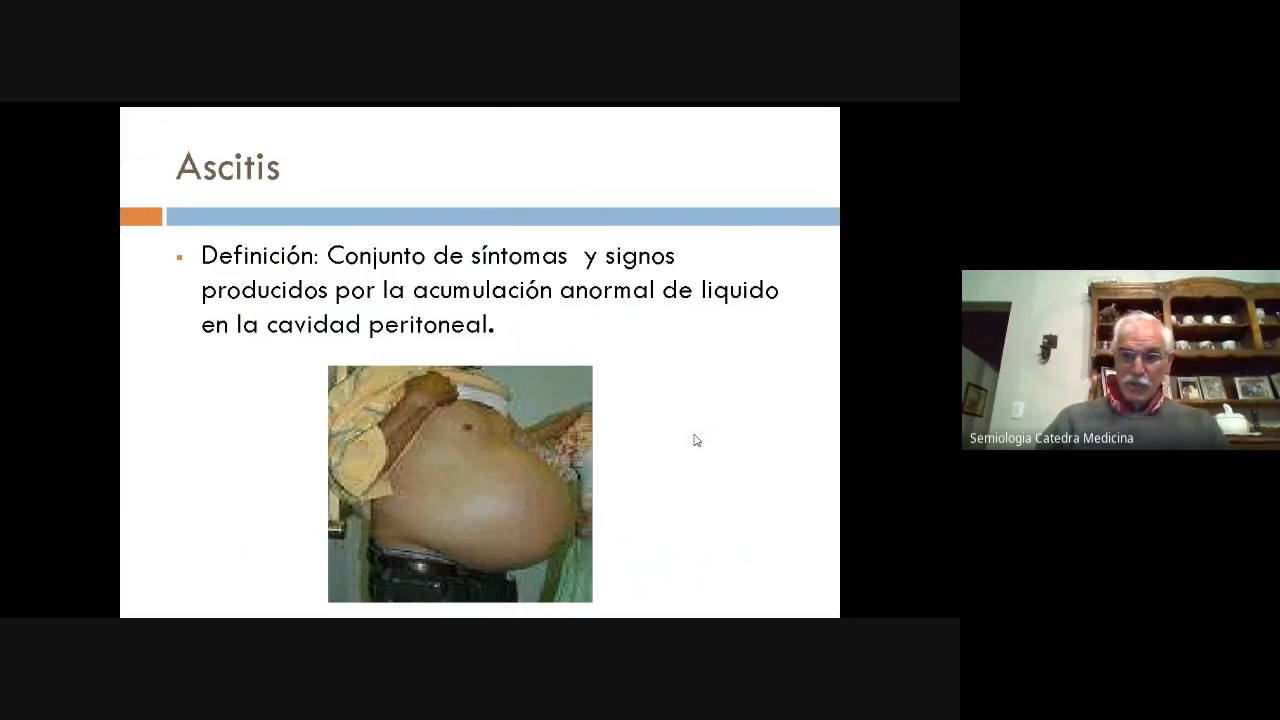 Ascitis
Definición: Conjunto de síntomas y signos
producidos por la acumulación anormal de liquido
en la cavidad peritoneal.
Semiologia Catedra Medicina